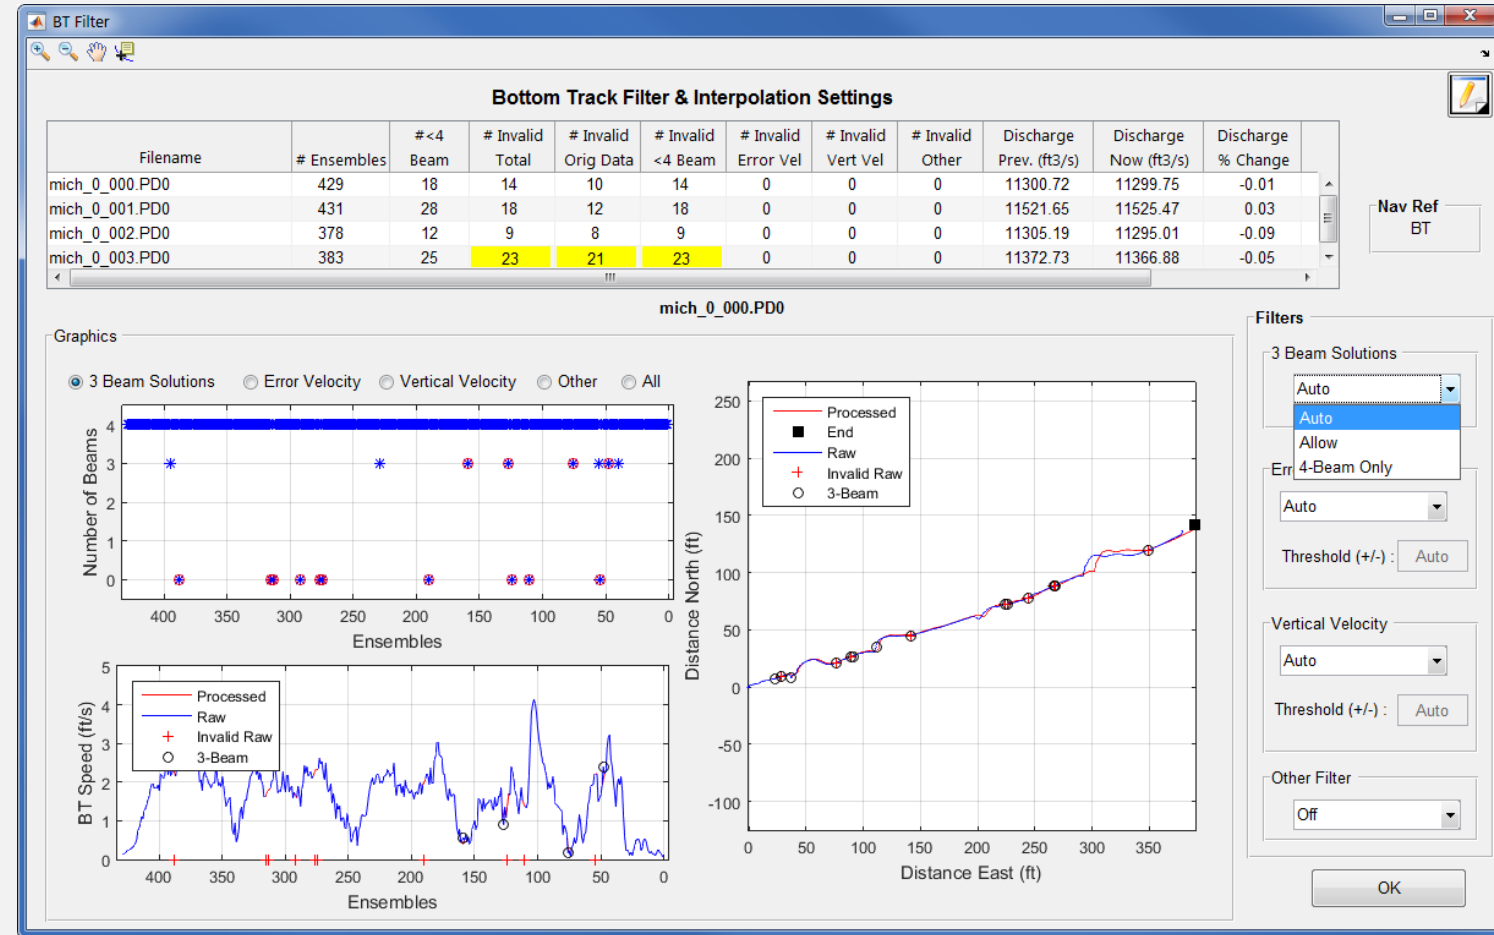 BT Filter
Bottom Track Filter & Interpolation Settings
Filename # Ensembles #<4 Beam # Invalid Total # Invalid Orig Data # Invalid <4 Beam # Invalid Error Vel # Invalid Vert Vel # Invalid Other Discharge Prev. (ft3/s) Discharge Now (ft3/s) Discharge % Change
mich_0_000.PD0 429 18 14 10 14 0 0 0 11300.72 11299.75 -0.01
mich_0_001.PD0 431 28 18 12 18 0 0 0 11521.65 11525.47 0.03
mich_0_002.PD0 378 12 9 8 9 0 0 0 11305.19 11295.01 -0.09
mich_0_003.PD0 383 25 23 21 23 0 0 0 11372.73 11366.88 -0.05
Nav Ref
BT
mich_0_000.PD0
Graphics
3 Beam Solutions Error Velocity Vertical Velocity Other All
Number of Beams
4
3
2
1
0
400 350 300 250 200 150 100 50 0
Ensembles
BT Speed (ft/s)
5
4
3
2
1
0
Processed
Raw
Invalid Raw
3-Beam
400 350 300 250 200 150 100 50 0
Ensembles
Distance North (ft)
250
200
150
100
50
0
-50
-100
Processed
End
Raw
Invalid Raw
3-Beam
0 50 100 150 200 250 300 350
Distance East (ft)
Filters
3 Beam Solutions
Auto
Auto
Allow
4-Beam Only
Auto
Threshold (+/-) : Auto
Vertical Velocity
Auto
Threshold (+/-) : Auto
Other Filter
Off
OK